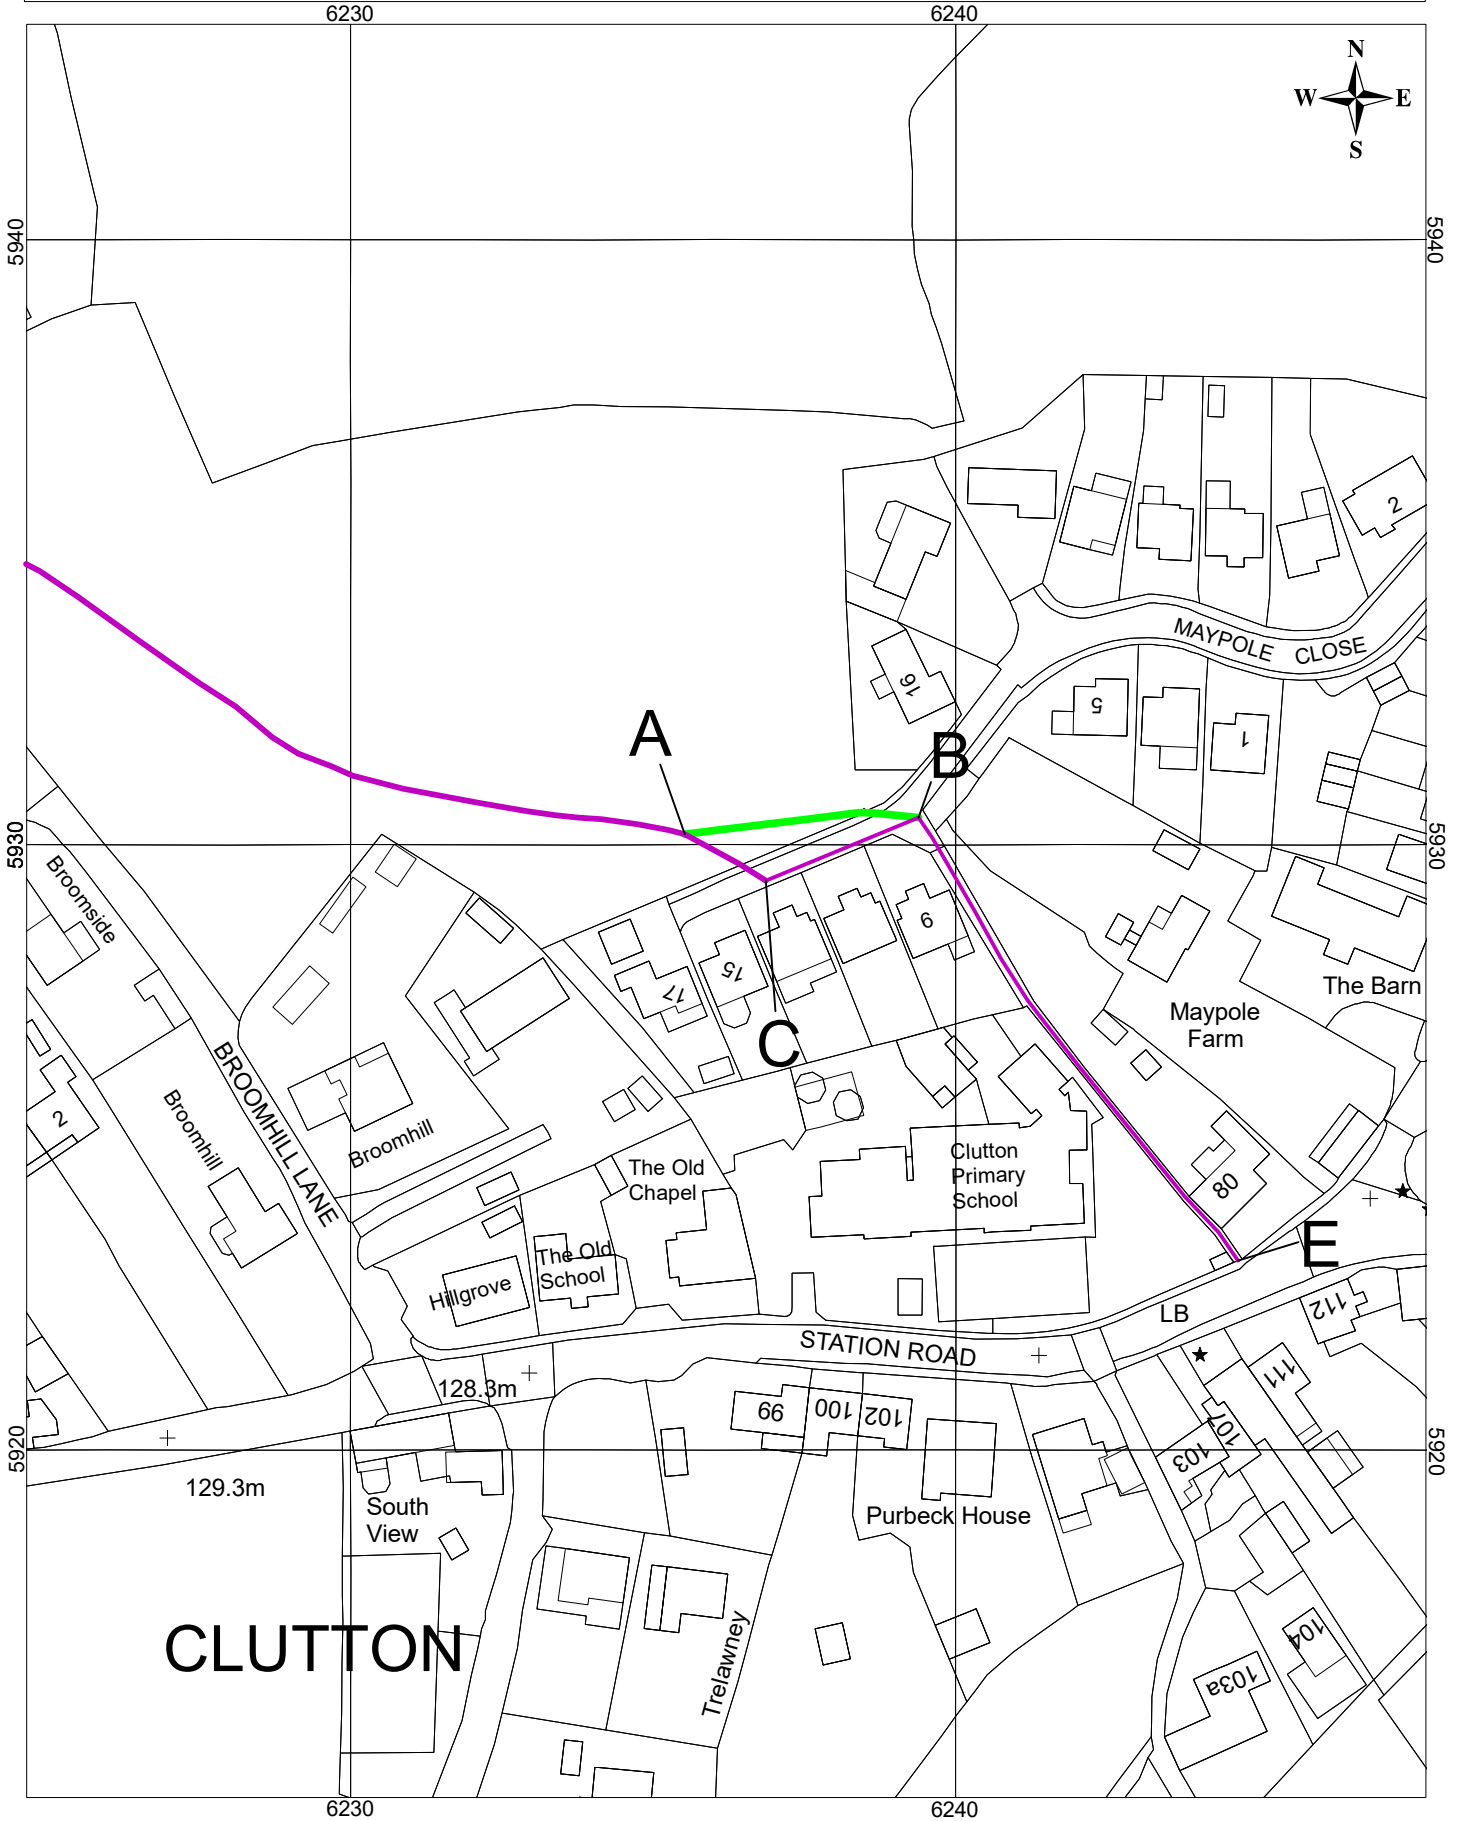 6230
6240
N
W
E
S
5940
5940
2
MAYPOLE CLOSE
16
5
1
A
B
5930
5930
Broomside
9
15
17
The Barn
Maypole
Farm
C
BROOMHILL LANE
2
Broomhill
Broomhill
Clutton
Primary
School
The Old
Chapel
80
E
The Old
School
Hillgrove
LB
112
STATION ROAD
128.3m
111
99
100
102
107
103
5920
5920
129.3m
South
View
Purbeck House
CLUTTON
Trelawney
104
103a
6230
6240